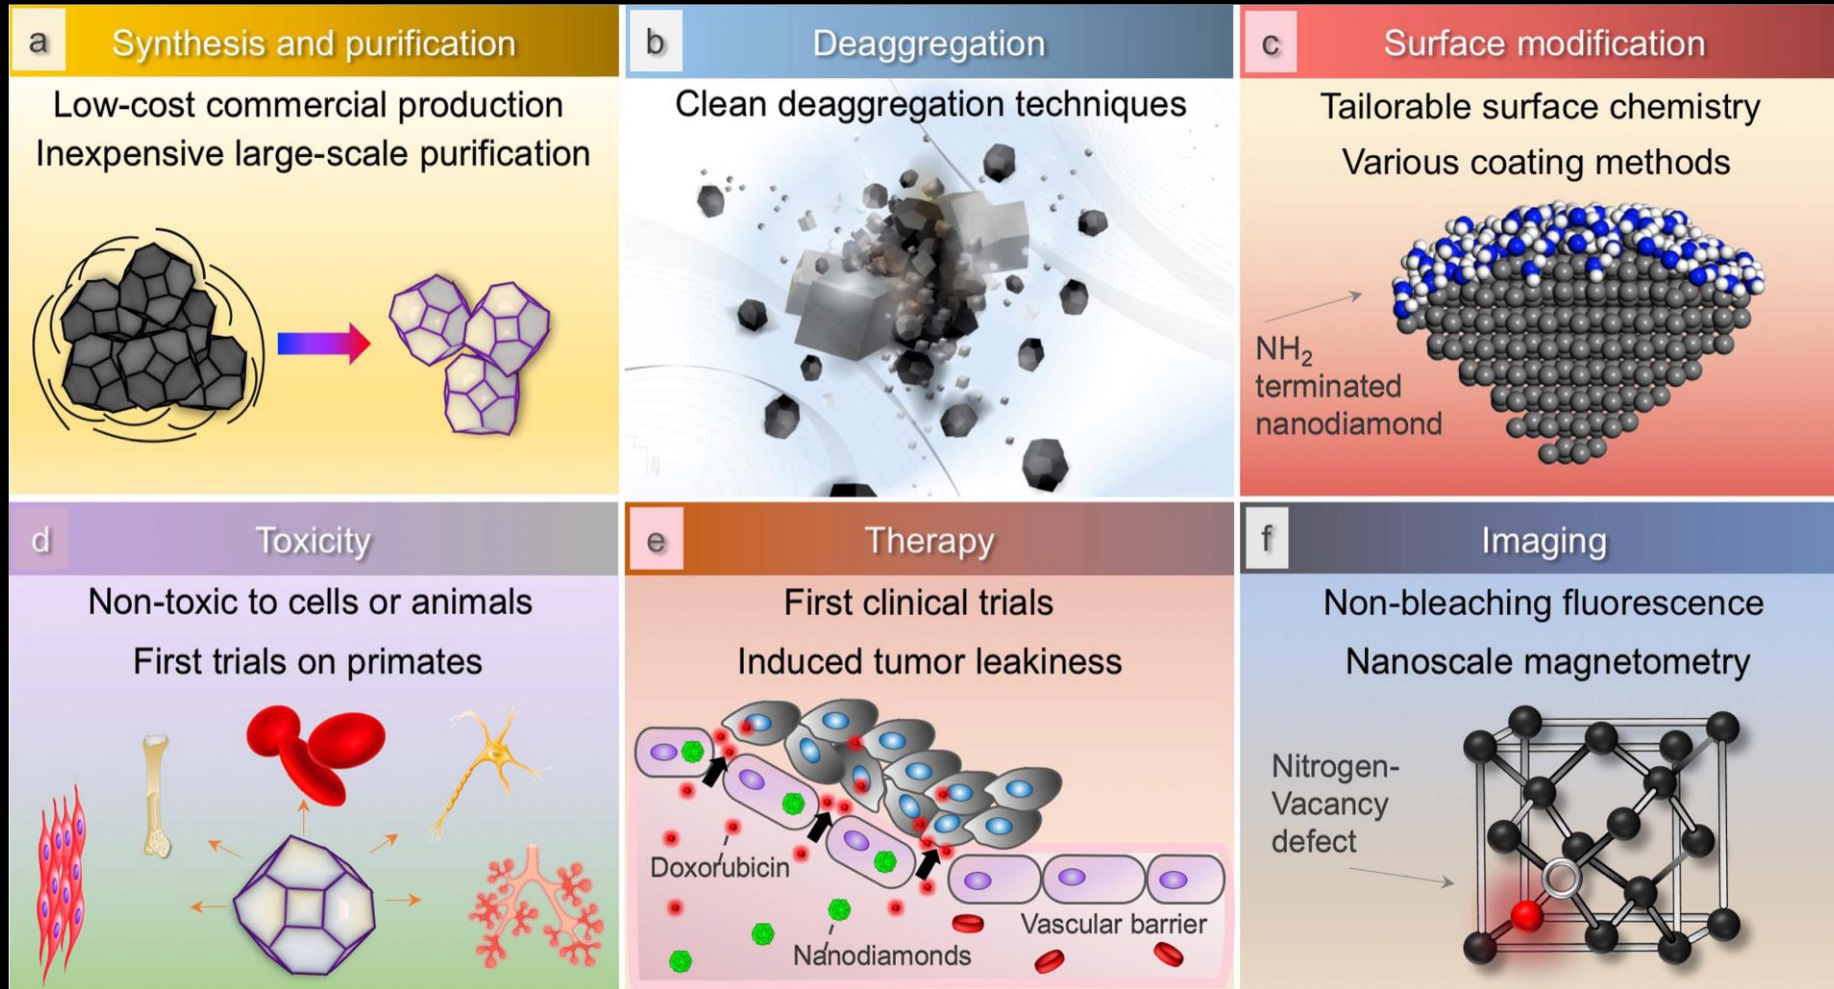 a
Synthesis and purification
Low-cost commercial production
Inexpensive large-scale purification
b
Deaggregation
Clean deaggregation techniques
c
Surface modification
Tailorable surface chemistry
Various coating methods
NH₂
terminated
nanodiamond
d
Toxicity
Non-toxic to cells or animals
First trials on primates
e
Therapy
First clinical trials
Induced tumor leakiness
Doxorubicin
Nanodiamonds
Vascular barrier
f
Imaging
Non-bleaching fluorescence
Nanoscale magnetometry
Nitrogen-
Vacancy
defect